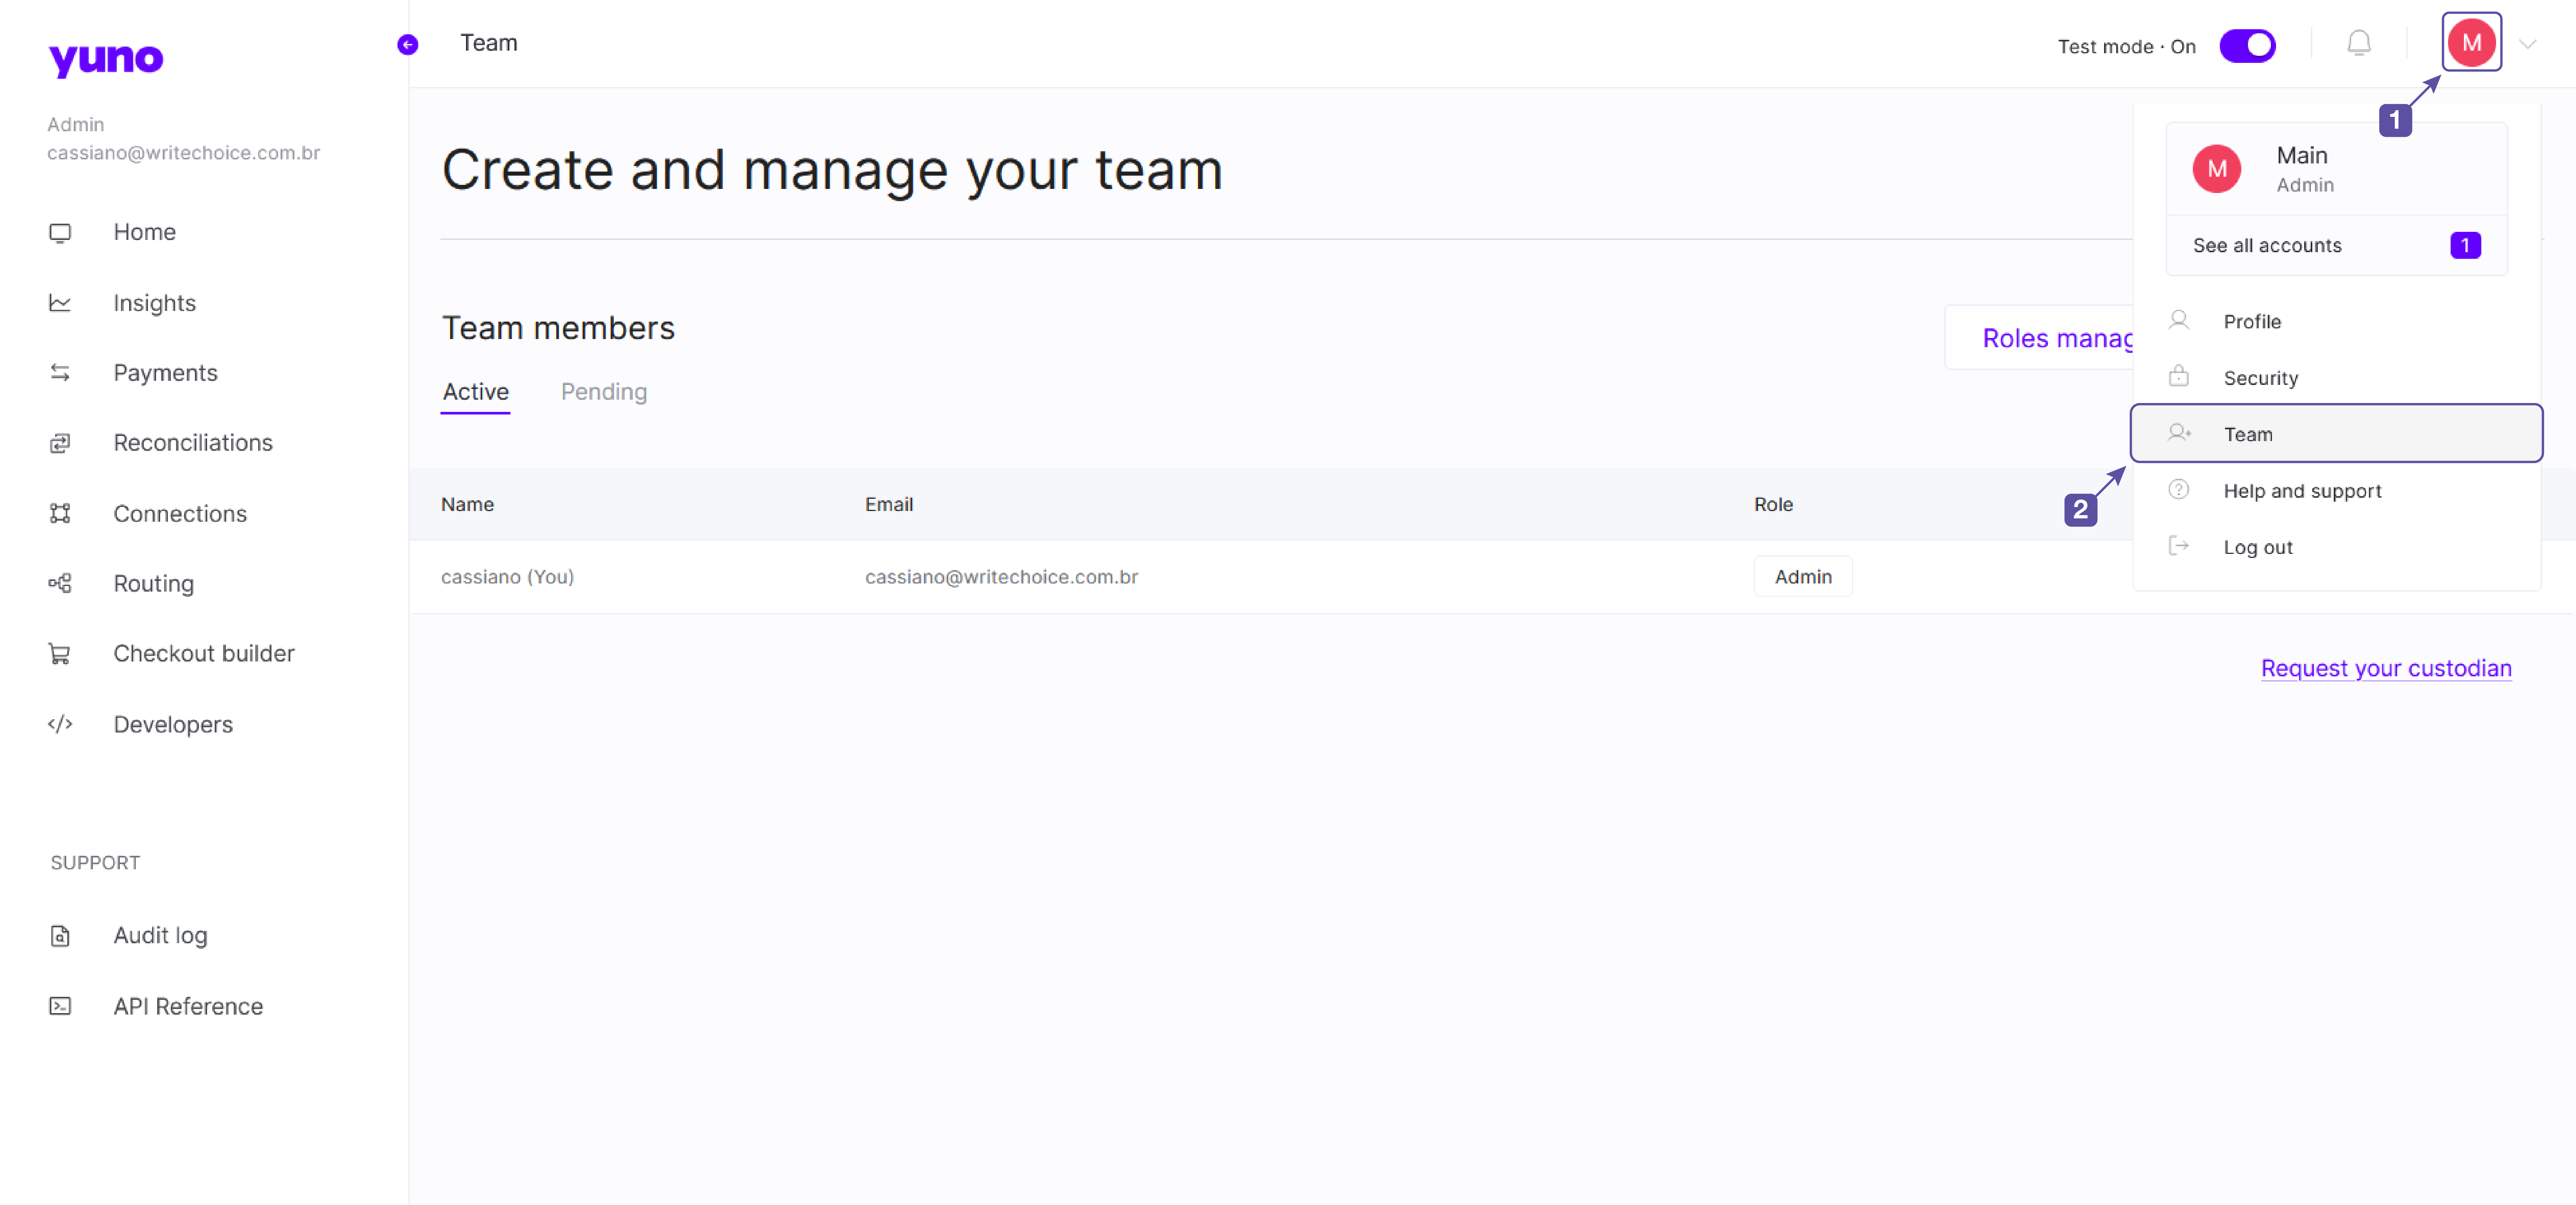 yuno
Team
Test mode · On
M
1
Admin
cassiano@writechoice.com.br
Home
Insights
Payments
Reconciliations
Connections
Routing
Checkout builder
Developers
SUPPORT
Audit log
API Reference
Create and manage your team
Team members
Roles manag
Active
Pending
Name
Email
Role
cassiano (You)
cassiano@writechoice.com.br
Admin
Request your custodian
M
Main
Admin
See all accounts
1
Profile
Security
Team
2
Help and support
Log out